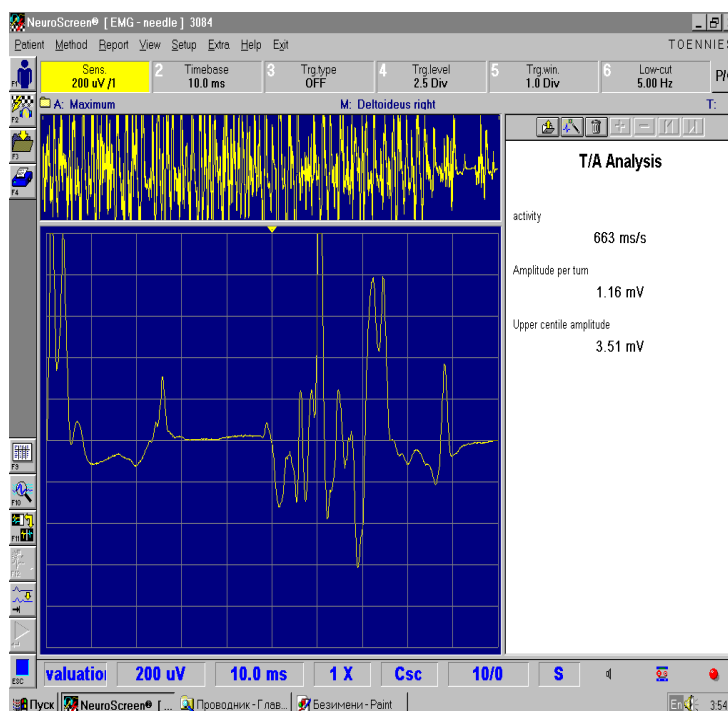 NeuroScreen® [ EMG - needle ] 3084
Patient Method Report View Setup Extra Help Exit TOENNIES
F1 Sens. 200 uV /1
2 Timebase 10.0 ms
3 Trg.type OFF
4 Trg.level 2.5 Div
5 Trg.win. 1.0 Div
6 Low-cut 5.00 Hz
A: Maximum M: Deltoideus right T:
F2
F3
F4
T/A Analysis
activity
663 ms/s
Amplitude per turn
1.16 mV
Upper centile amplitude
3.51 mV
F9
F10
F11
ESC
valuation 200 uV 10.0 ms 1 X Csc 10/0 S
Пуск NeuroScreen® [ ... Проводник - Глав... Безимени - Paint En 3:54